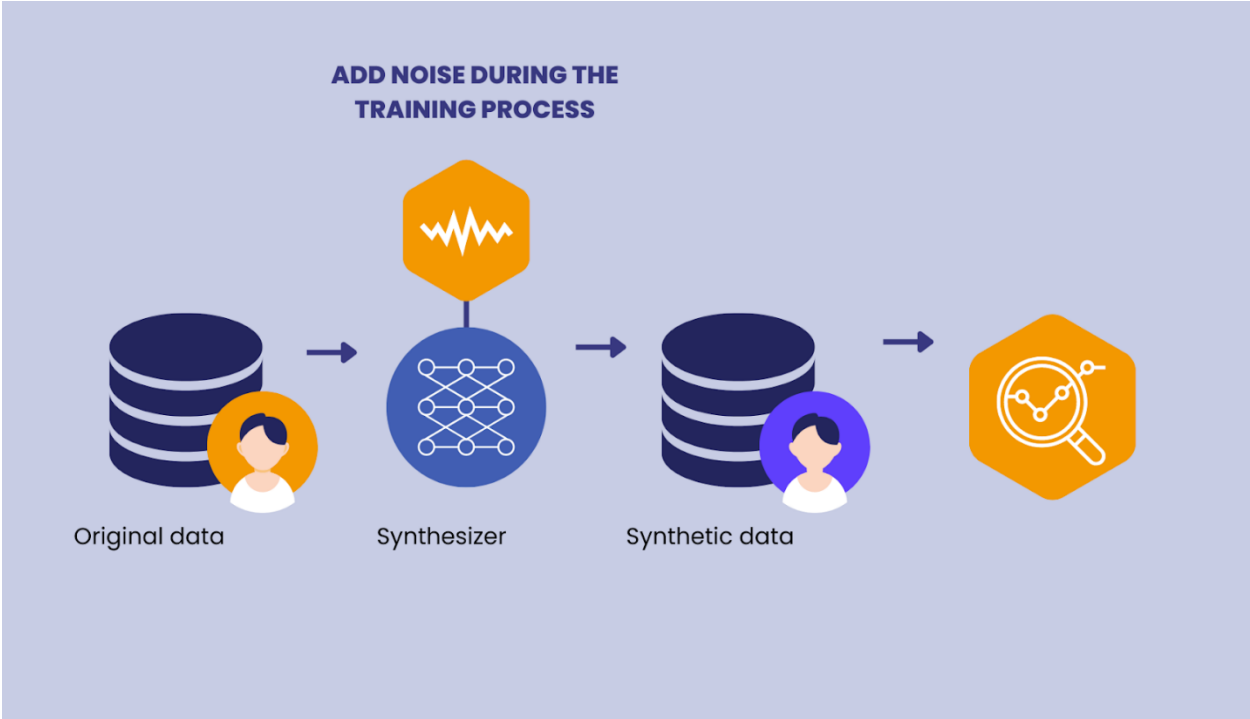 ADD NOISE DURING THE
TRAINING PROCESS
Original data
Synthesizer
Synthetic data